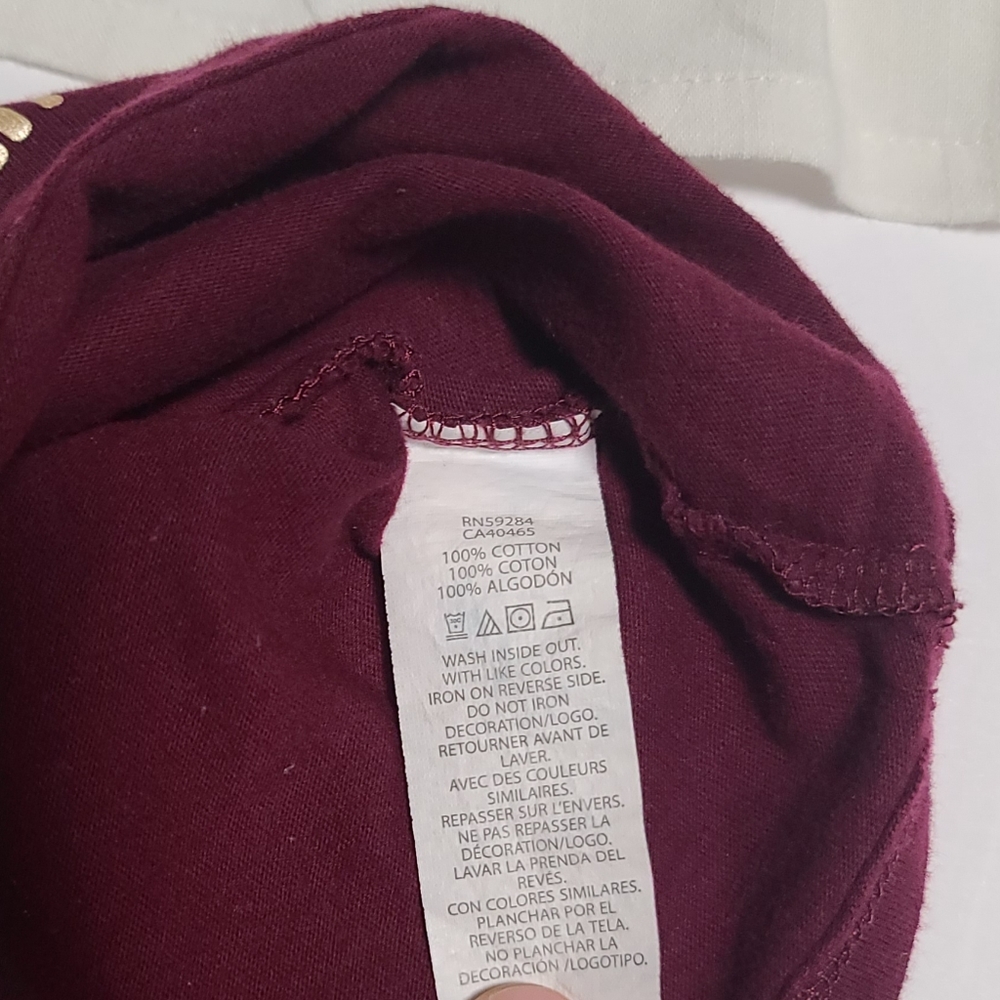 RN59284
CA40465
100% COTTON
100% COTON
100% ALGODÓN
30C
WASH INSIDE OUT.
WITH LIKE COLORS.
IRON ON REVERSE SIDE.
DO NOT IRON
DECORATION/LOGO.
RETOURNER AVANT DE
LAVER.
AVEC DES COULEURS
SIMILAIRES.
REPASSER SUR L'ENVERS.
NE PAS REPASSER LA
DÉCORATION/LOGO.
LAVAR LA PRENDA DEL
REVÉS.
CON COLORES SIMILARES.
PLANCHAR POR EL
REVERSO DE LA TELA.
NO PLANCHAR LA
DECORACIÓN /LOGOTIPO.